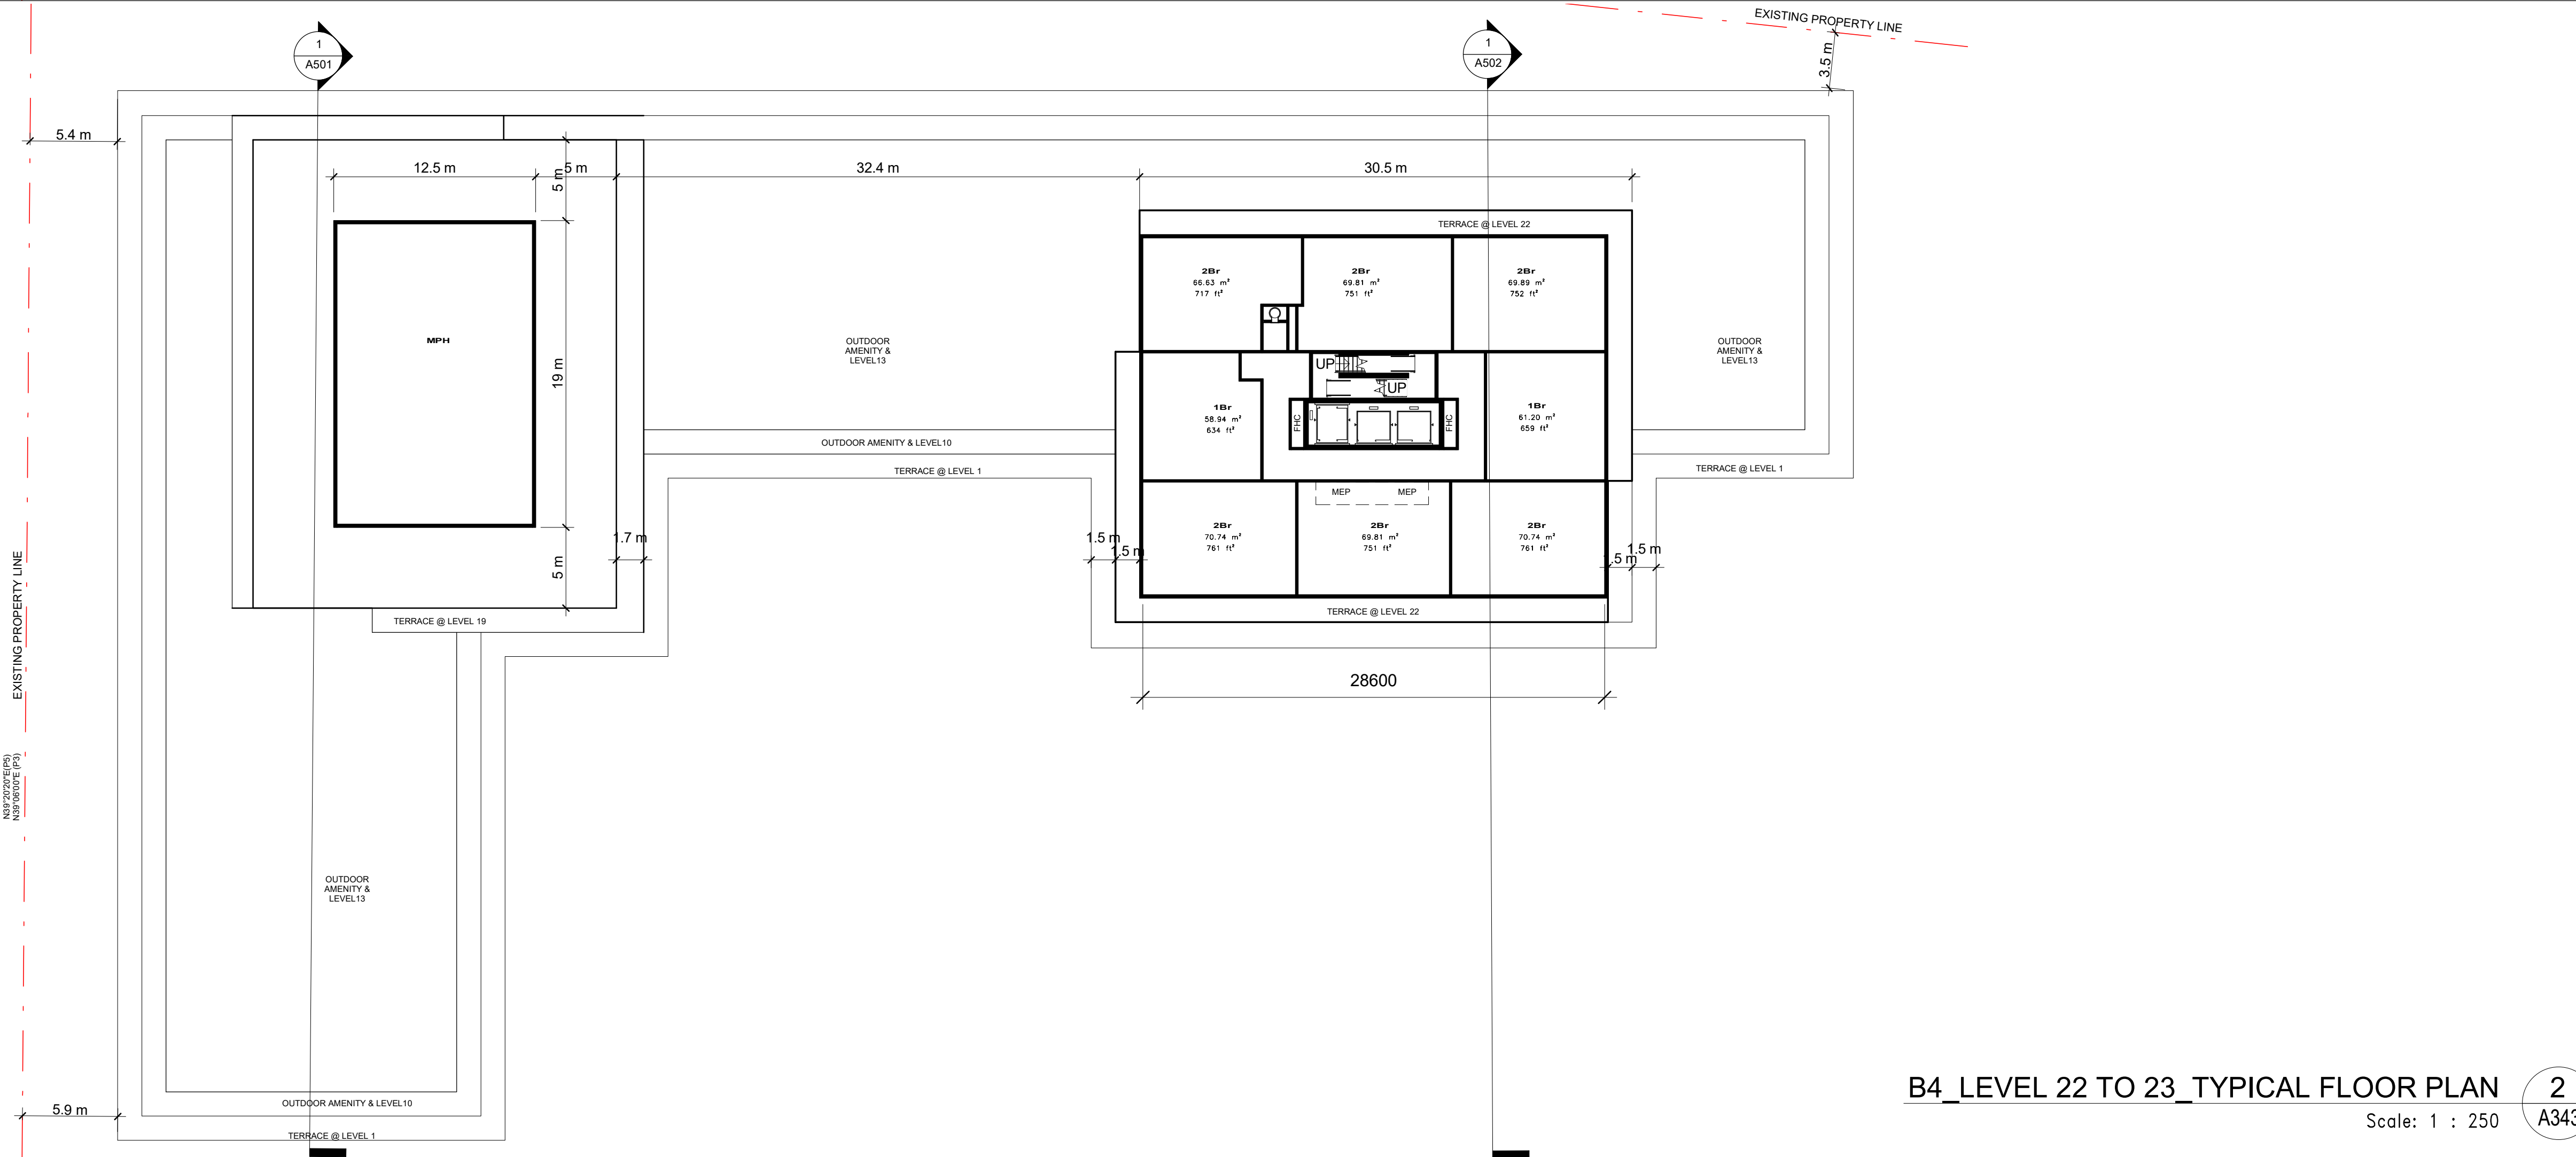 EXISTING PROPERTY LINE
3.5 m
1
A501
1
A502
5.4 m
12.5 m
5 m
5 m
32.4 m
30.5 m
TERRACE @ LEVEL 22
2Br
66.63 m²
717 ft²
2Br
69.81 m²
751 ft²
2Br
69.89 m²
752 ft²
MPH
OUTDOOR
AMENITY &
LEVEL13
OUTDOOR
AMENITY &
LEVEL13
UP
UP
19 m
1Br
58.94 m²
634 ft²
FHC
FHC
1Br
61.20 m²
659 ft²
OUTDOOR AMENITY & LEVEL10
TERRACE @ LEVEL 1
TERRACE @ LEVEL 1
MEP
MEP
2Br
70.74 m²
761 ft²
2Br
69.81 m²
751 ft²
2Br
70.74 m²
761 ft²
1.7 m
1.5 m
1.5 m
1.5 m
.5 m
5 m
TERRACE @ LEVEL 22
TERRACE @ LEVEL 19
EXISTING PROPERTY LINE
28600
N39°20'20"E(P5)
N39°06'00"E (P3)
OUTDOOR
AMENITY &
LEVEL13
OUTDOOR AMENITY & LEVEL10
5.9 m
TERRACE @ LEVEL 1
B4_LEVEL 22 TO 23_TYPICAL FLOOR PLAN
Scale: 1 : 250
2
A343